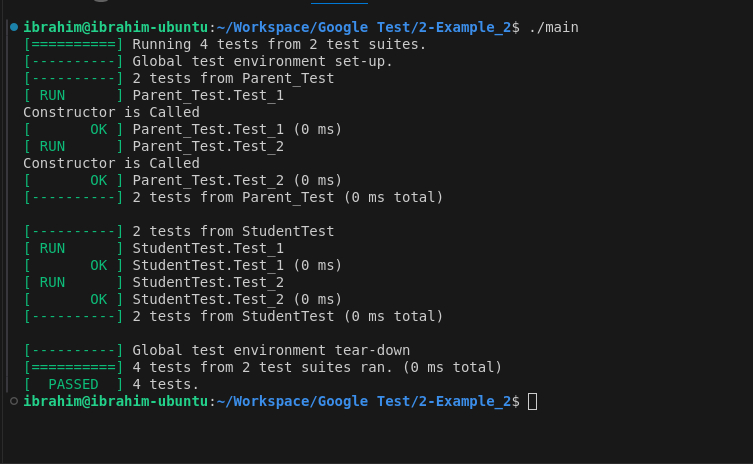 ibrahim@ibrahim-ubuntu:~/Workspace/Google Test/2-Example_2$ ./main
[==========] Running 4 tests from 2 test suites.
[----------] Global test environment set-up.
[----------] 2 tests from Parent_Test
[ RUN      ] Parent_Test.Test_1
Constructor is Called
[       OK ] Parent_Test.Test_1 (0 ms)
[ RUN      ] Parent_Test.Test_2
Constructor is Called
[       OK ] Parent_Test.Test_2 (0 ms)
[----------] 2 tests from Parent_Test (0 ms total)

[----------] 2 tests from StudentTest
[ RUN      ] StudentTest.Test_1
[       OK ] StudentTest.Test_1 (0 ms)
[ RUN      ] StudentTest.Test_2
[       OK ] StudentTest.Test_2 (0 ms)
[----------] 2 tests from StudentTest (0 ms total)

[----------] Global test environment tear-down
[==========] 4 tests from 2 test suites ran. (0 ms total)
[  PASSED  ] 4 tests.
ibrahim@ibrahim-ubuntu:~/Workspace/Google Test/2-Example_2$